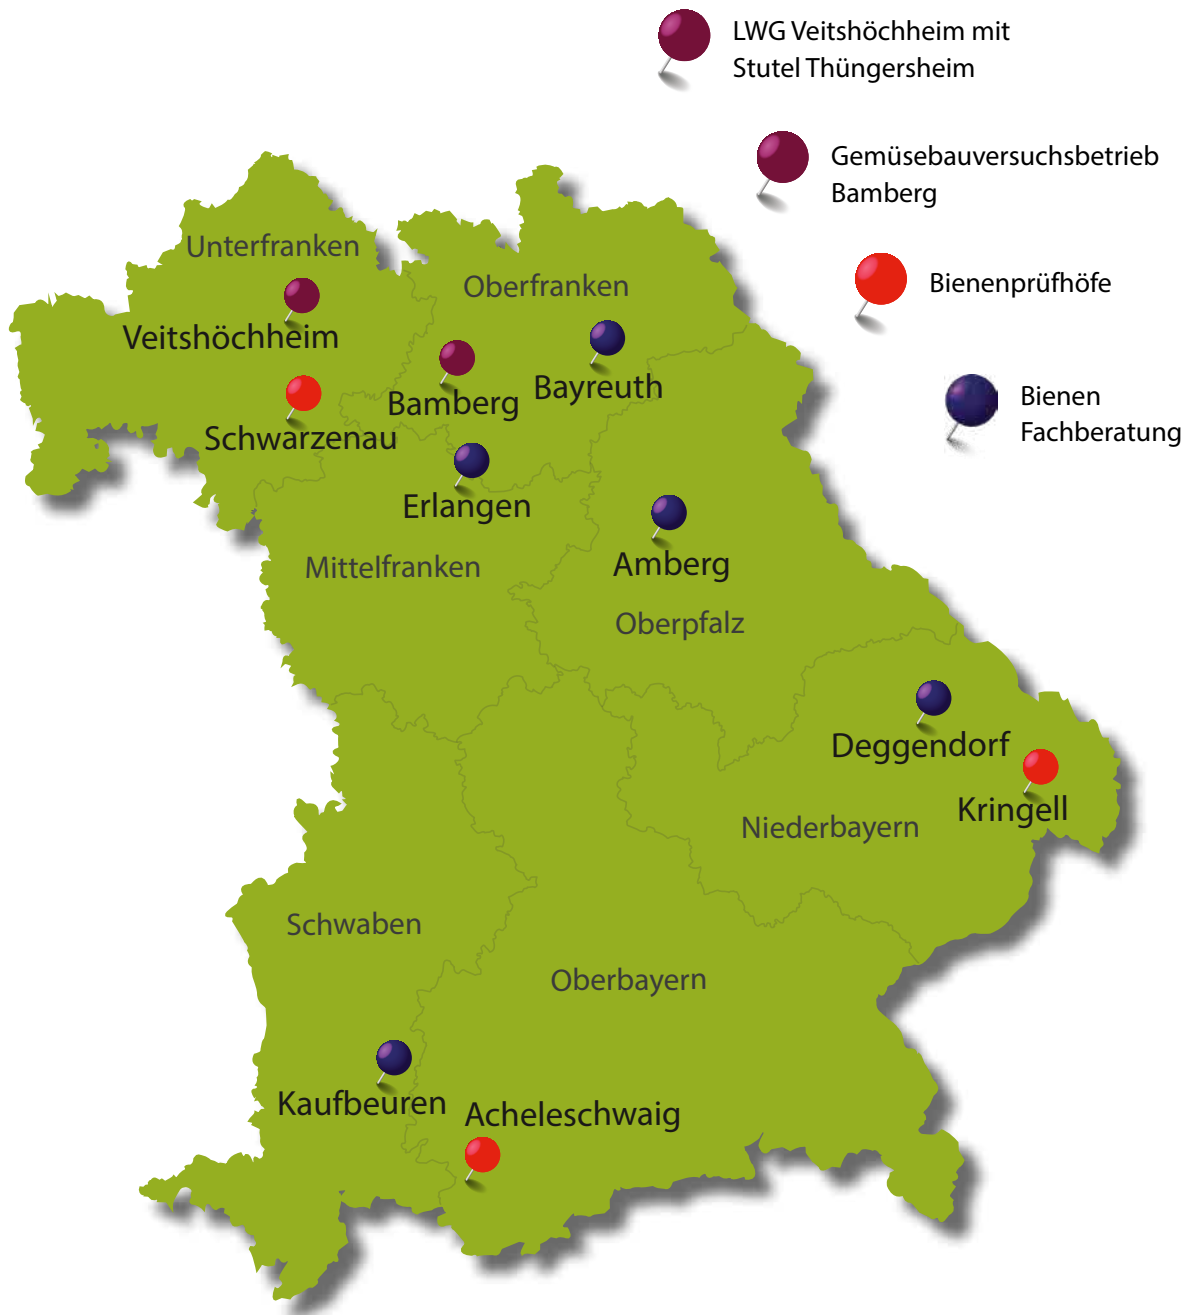 LWG Veitshöchheim mit
Stutel Thüngersheim
Gemüsebauversuchsbetrieb
Bamberg
Bienenprüfhöfe
Bienen
Fachberatung
Unterfranken
Oberfranken
Veitshöchheim
Bayreuth
Bamberg
Schwarzenau
Erlangen
Mittelfranken
Amberg
Oberpfalz
Deggendorf
Kringell
Niederbayern
Schwaben
Oberbayern
Kaufbeuren
Acheleschwaig